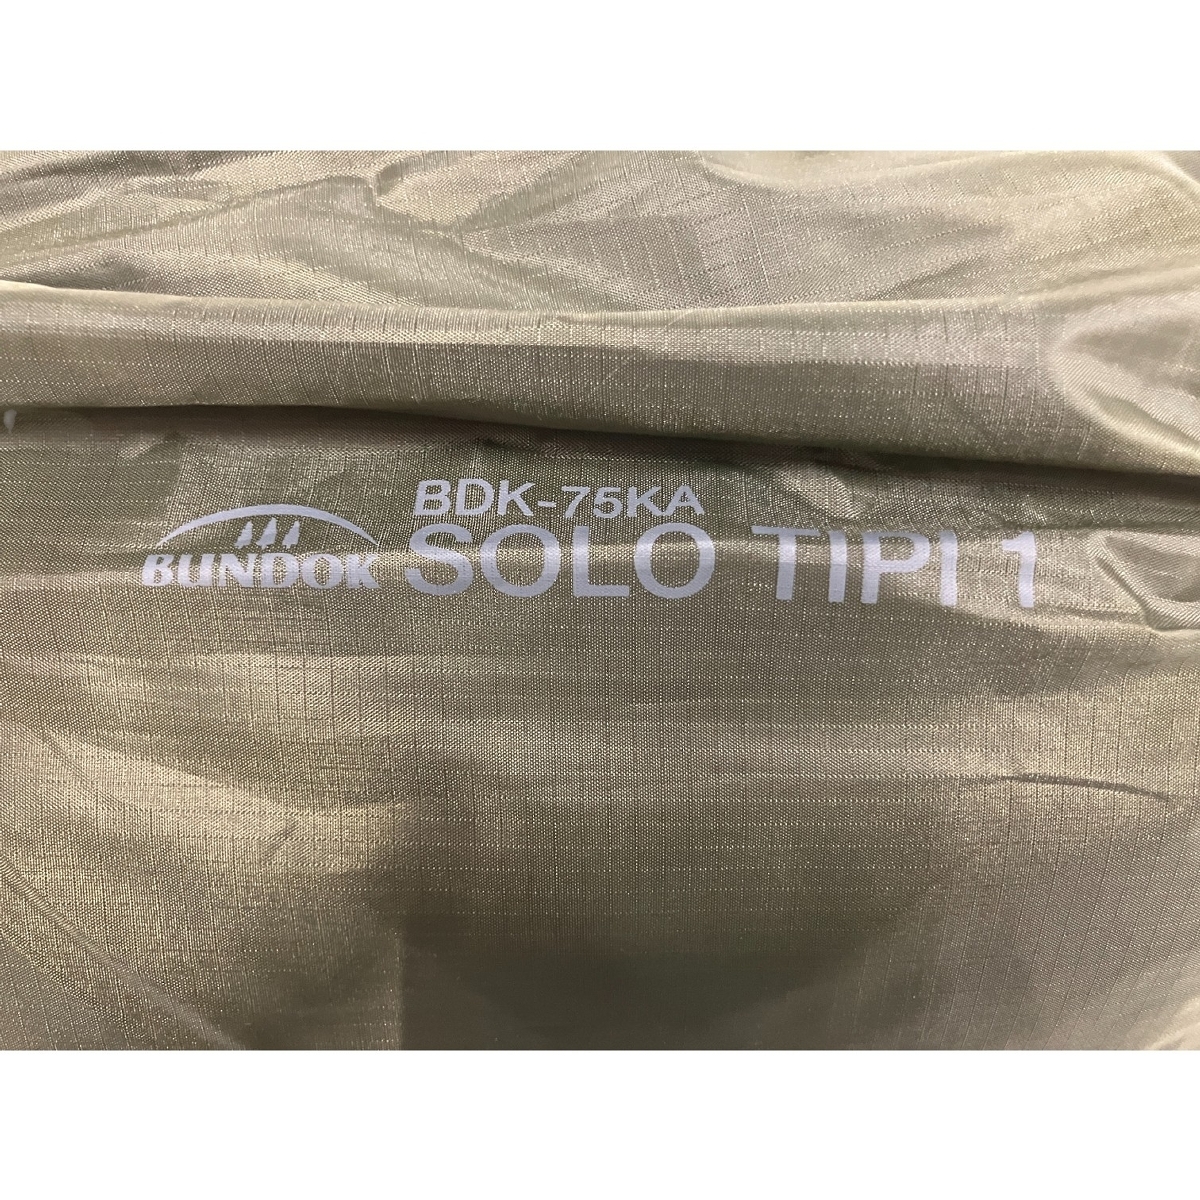 BUNDOK
BDK-75KA
SOLO TIPI 1